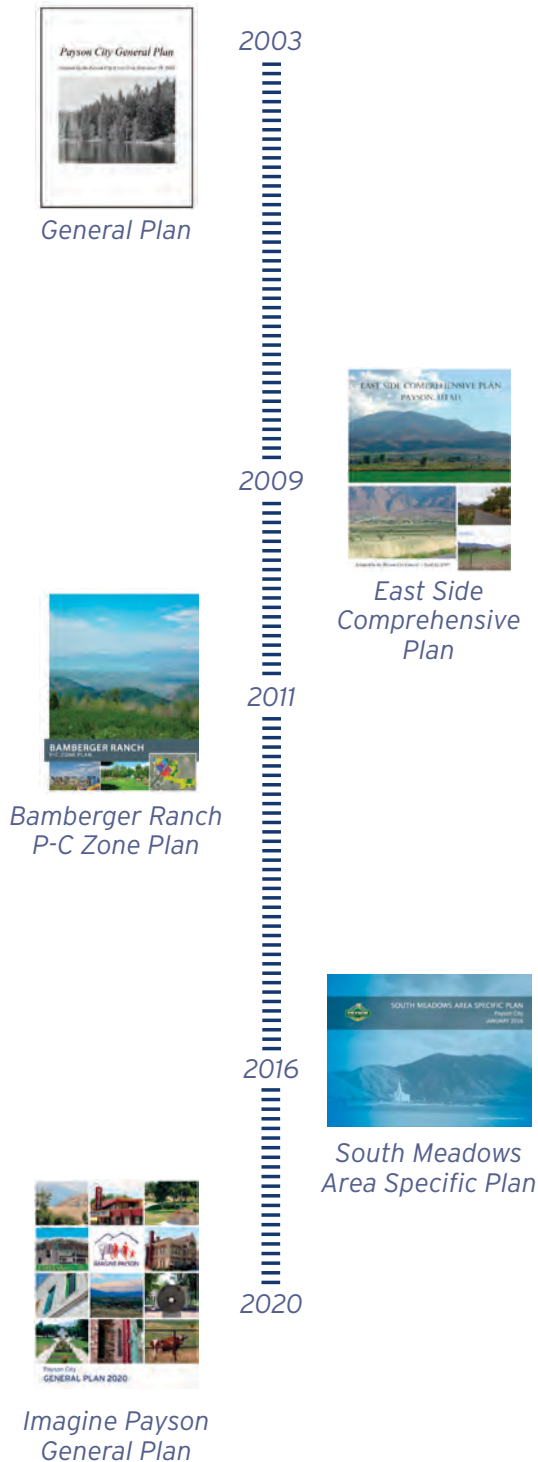 2003
Payson City General Plan
General Plan
EAST SIDE COMPREHENSIVE PLAN
PAYSON, UTAH
2009
East Side
Comprehensive
Plan
2011
BAMBERGER RANCH
P-C ZONE PLAN
Bamberger Ranch
P-C Zone Plan
SOUTH MEADOWS AREA SPECIFIC PLAN
Payson City
JANUARY 2016
2016
South Meadows
Area Specific Plan
IMAGINE PAYSON
2020
Payson City
GENERAL PLAN 2020
Imagine Payson
General Plan